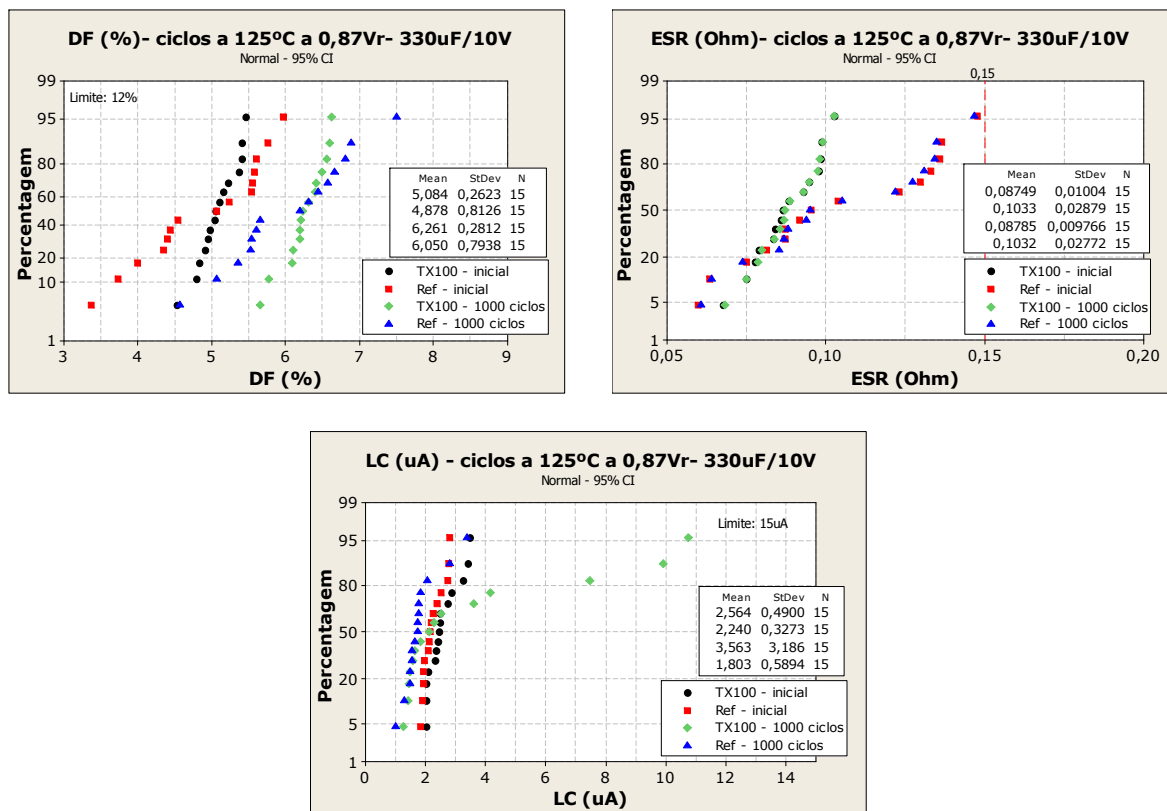 DF (%)- ciclos a 125ºC a 0,87Vr- 330uF/10V
Normal - 95% CI
Limite: 12%
Percentagem
99
95
80
60
50
40
20
10
5
1
3 4 5 6 7 8 9
DF (%)
Mean StDev N
5,084 0,2623 15
4,878 0,8126 15
6,261 0,2812 15
6,050 0,7938 15
TX100 - inicial
Ref - inicial
TX100 - 1000 ciclos
Ref - 1000 ciclos
ESR (Ohm)- ciclos a 125ºC a 0,87Vr- 330uF/10V
Normal - 95% CI
0,15
Percentagem
99
95
80
50
20
5
1
0,05 0,10 0,15 0,20
ESR (Ohm)
Mean StDev N
0,08749 0,01004 15
0,1033 0,02879 15
0,08785 0,009766 15
0,1032 0,02772 15
TX100 - inicial
Ref - inicial
TX100 - 1000 ciclos
Ref - 1000 ciclos
LC (uA) - ciclos a 125ºC a 0,87Vr- 330uF/10V
Normal - 95% CI
Limite: 15uA
Percentagem
99
95
80
50
20
5
1
0 2 4 6 8 10 12 14
LC (uA)
Mean StDev N
2,564 0,4900 15
2,240 0,3273 15
3,563 3,186 15
1,803 0,5894 15
TX100 - inicial
Ref - inicial
TX100 - 1000 ciclos
Ref - 1000 ciclos